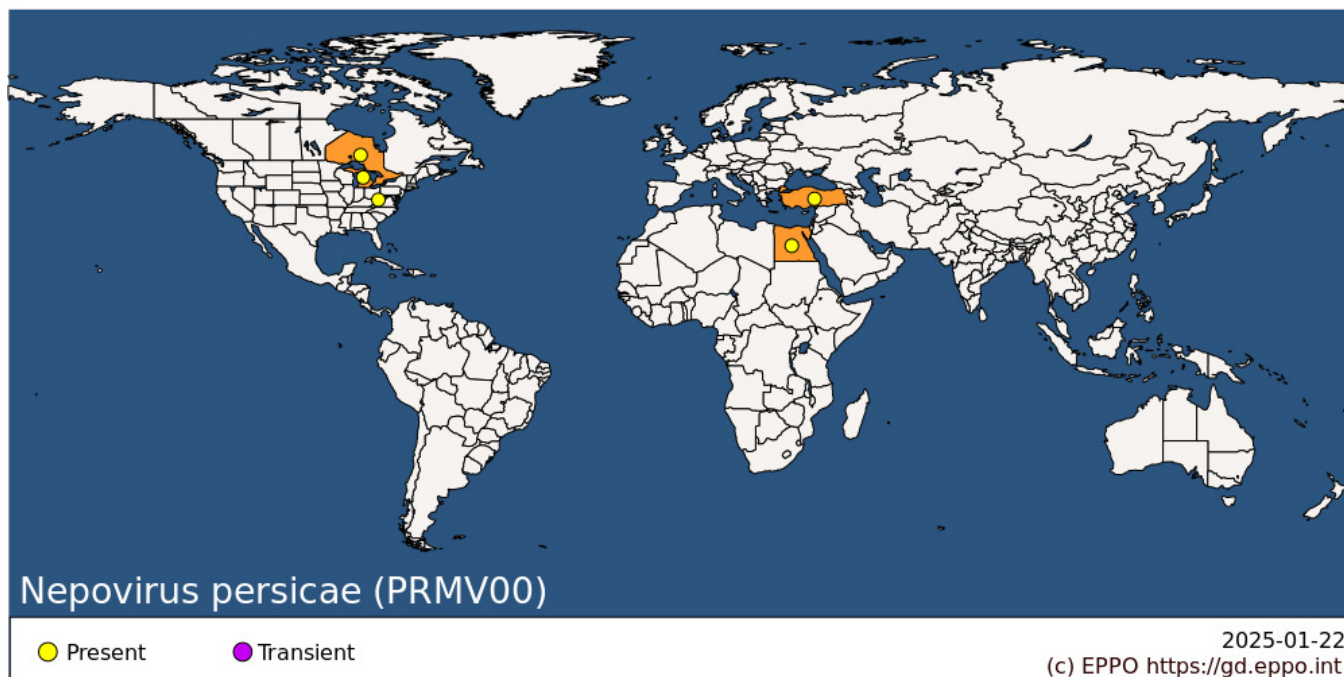 Nepovirus persicae (PRMV00)
Present
Transient
2025-01-22
(c) EPPO https://gd.eppo.int